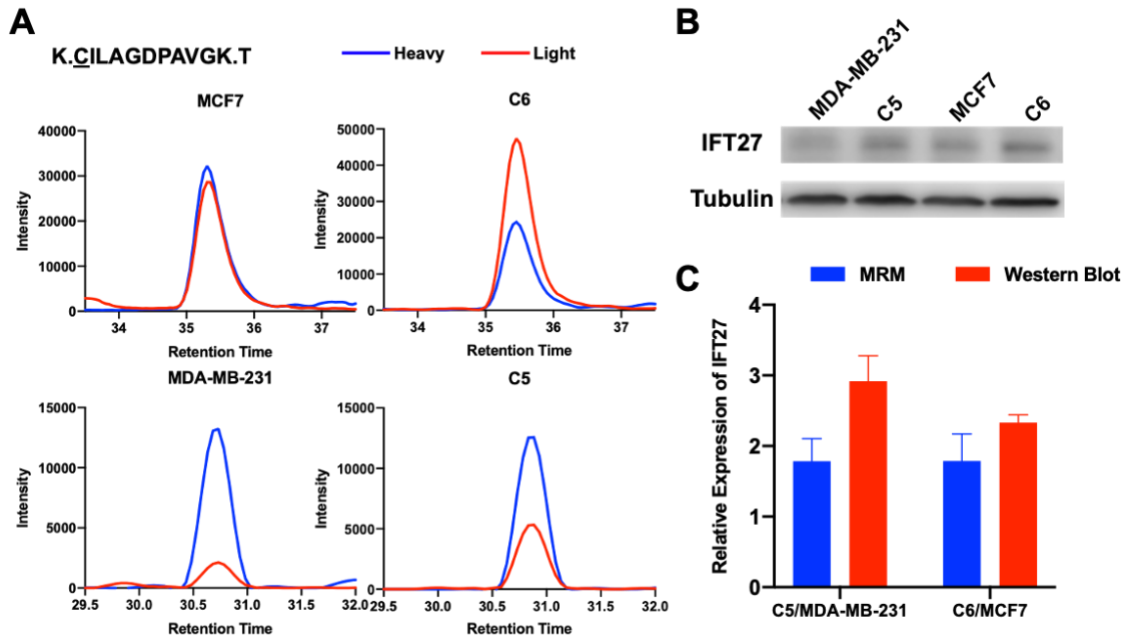 A
K.CILAGDPAVGK.T
Heavy
Light
MCF7
C6
40000
30000
20000
10000
0
Intensity
34
35
36
37
Retention Time
50000
40000
30000
20000
10000
0
Intensity
34
35
36
37
Retention Time
MDA-MB-231
C5
15000
10000
5000
0
Intensity
29.5
30.0
30.5
31.0
31.5
32.0
Retention Time
15000
10000
5000
0
Intensity
29.5
30.0
30.5
31.0
31.5
32.0
Retention Time
B
MDA-MB-231
C5
MCF7
C6
IFT27
Tubulin
C
MRM
Western Blot
Relative Expression of IFT27
4
3
2
1
0
C5/MDA-MB-231
C6/MCF7